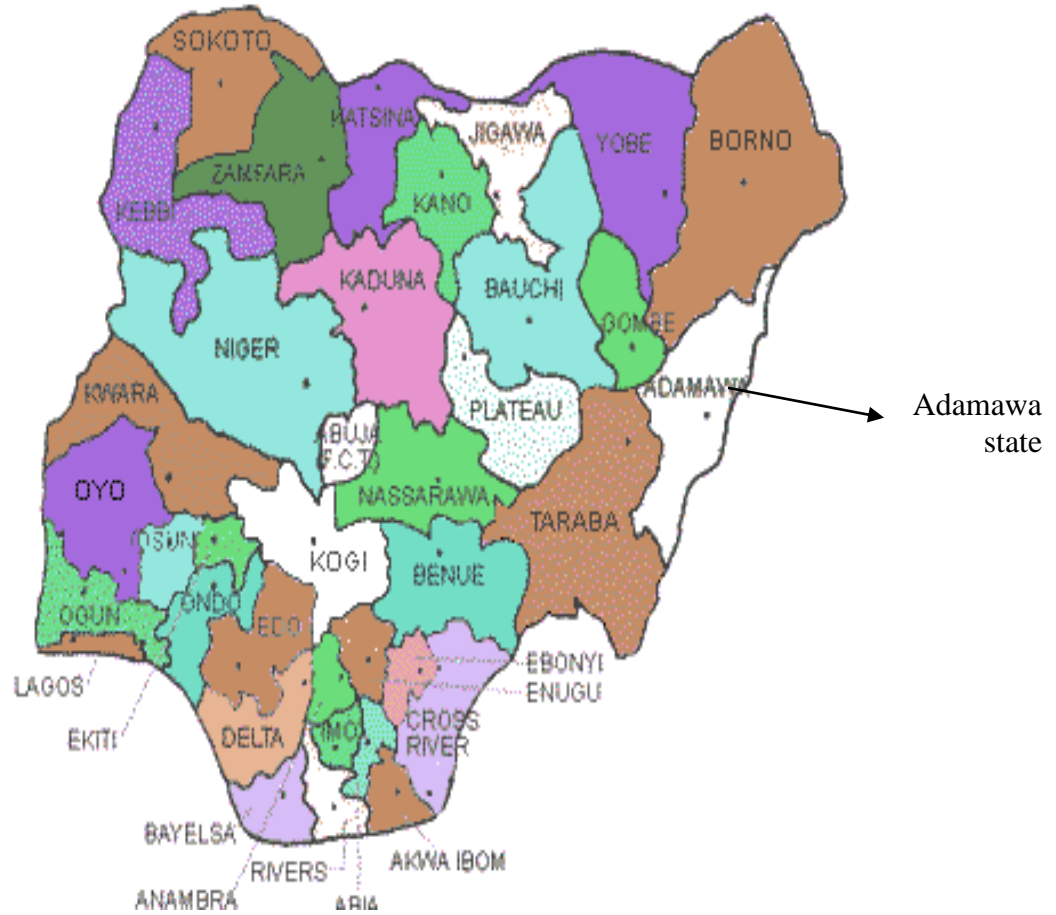 SOKOTO
KATSINA
JIGAWA
YOBE
BORNO
ZAMFARA
KEBBI
KANO
KADUNA
BAUCHI
GOMBE
NIGER
KWARA
ADAMAWA
Adamawa
state
PLATEAU
ABUJA
(F.C.T)
OYO
NASSARAWA
TARABA
OSUN
KOGI
BENUE
OGUN
ONDO
EDO
LAGOS
EBONYI
ENUGU
EKITI
DELTA
IMO
CROSS
RIVER
BAYELSA
RIVERS
AKWA IBOM
ANAMBRA
ABIA